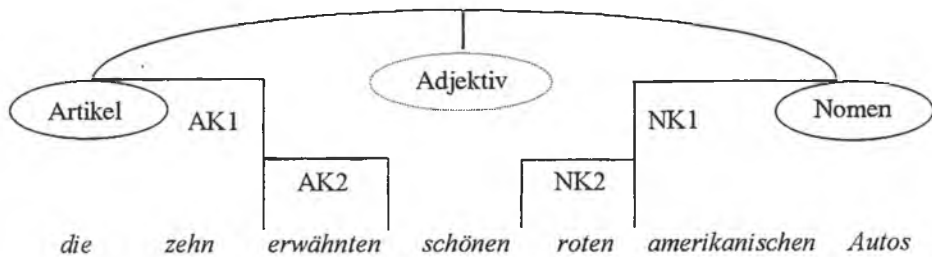 Adjektiv
Artikel AK1 NK1 Nomen
AK2 NK2
die zehn erwähnten schönen roten amerikanischen Autos